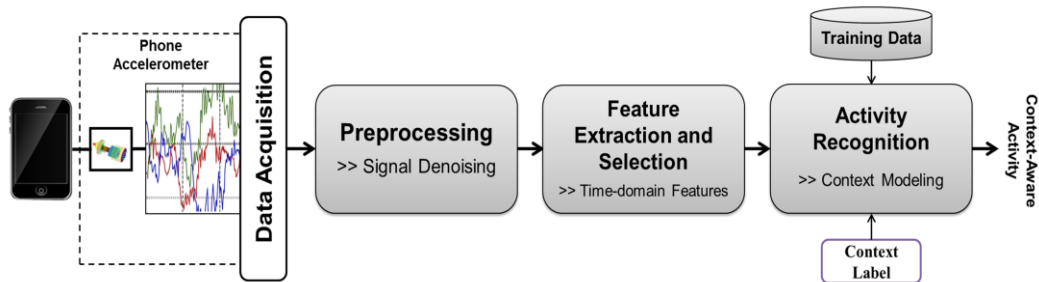 Phone
Accelerometer
Data Acquisition
Preprocessing
>> Signal Denoising
Feature
Extraction and
Selection
>> Time-domain Features
Training Data
Activity
Recognition
>> Context Modeling
Context
Label
Context-Aware
Activity